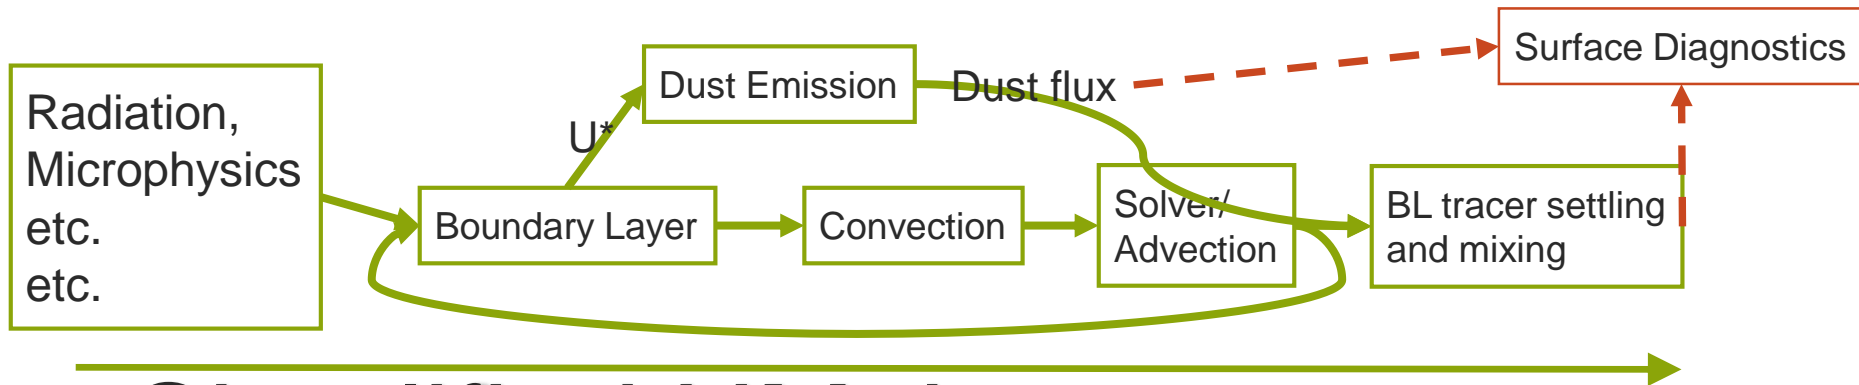 Radiation,
Microphysics
etc.
etc.
U*
Dust Emission
Dust flux
Surface Diagnostics
Boundary Layer
Convection
Solver/
Advection
BL tracer settling
and mixing